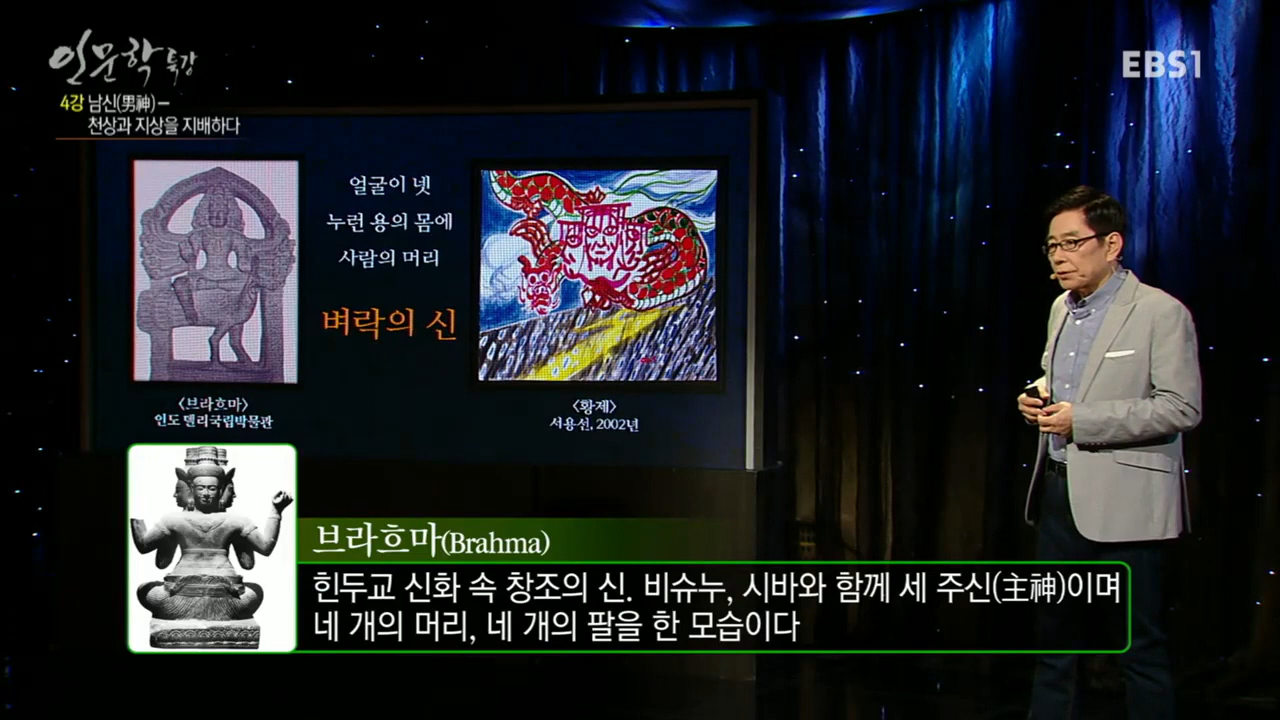 인문학 특강
EBS1
4강 남신(男神) –
천상과 지상을 지배하다
얼굴이 넷
누런 용의 몸에
사람의 머리
벼락의 신
<브라흐마>
인도 델리국립박물관
<황제>
서용선, 2002년
브라흐마(Brahma)
힌두교 신화 속 창조의 신. 비슈누, 시바와 함께 세 주신(主神)이며
네 개의 머리, 네 개의 팔을 한 모습이다